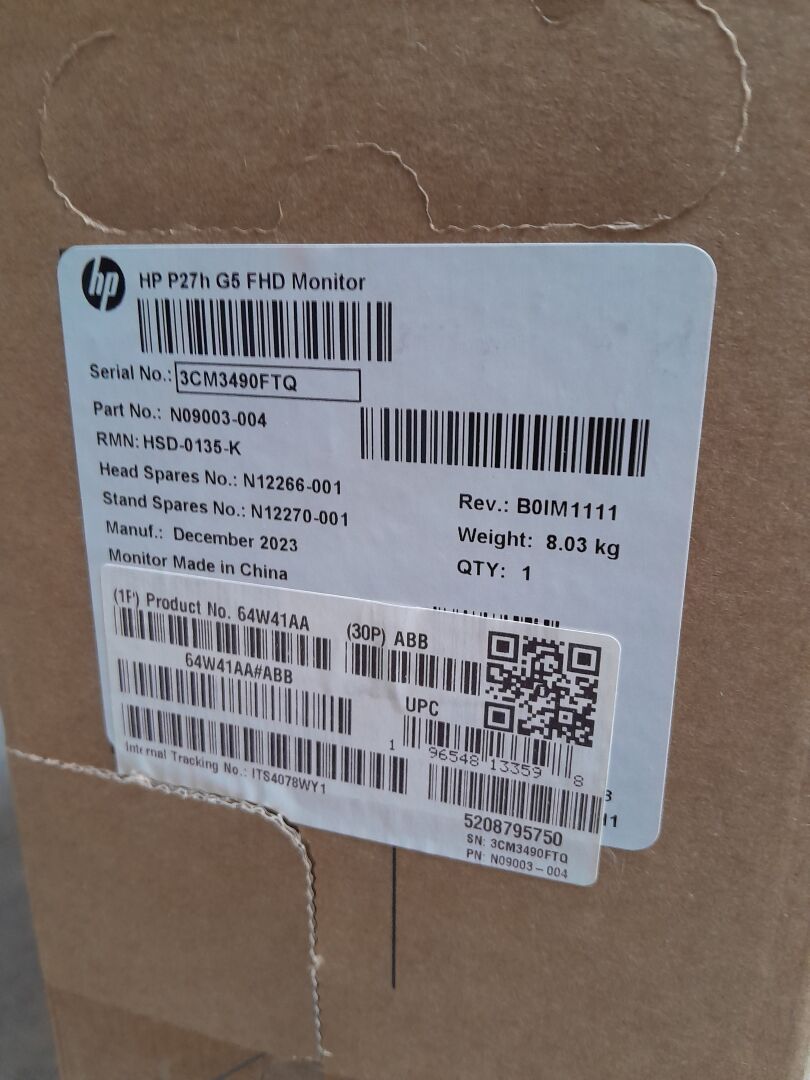 hp HP P27h G5 FHD Monitor
Serial No.: 3CM3490FTQ
Part No.: N09003-004
RMN: HSD-0135-K
Head Spares No.: N12266-001
Stand Spares No.: N12270-001
Manuf.: December 2023
Monitor Made in China
Rev.: B0IM1111
Weight: 8.03 kg
QTY: 1
(1P) Product No. 64W41AA
(30P) ABB
64W41AA#ABB
UPC
1 96548 13359 8
Internal Tracking No.: ITS4078WY1
5208795750
SN: 3CM3490FTQ
PN: N09003-004